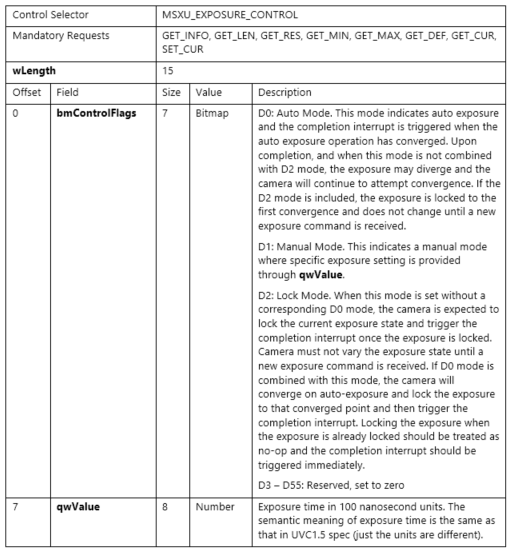 Control Selector MSXU_EXPOSURE_CONTROL
Mandatory Requests GET_INFO, GET_LEN, GET_RES, GET_MIN, GET_MAX, GET_DEF, GET_CUR,
SET_CUR
wLength 15
Offset Field Size Value Description
0 bmControlFlags 7 Bitmap D0: Auto Mode. This mode indicates auto exposure
and the completion interrupt is triggered when the
auto exposure operation has converged. Upon
completion, and when this mode is not combined
with D2 mode, the exposure may diverge and the
camera will continue to attempt convergence. If the
D2 mode is included, the exposure is locked to the
first convergence and does not change until a new
exposure command is received.
D1: Manual Mode. This indicates a manual mode
where specific exposure setting is provided
through qwValue.
D2: Lock Mode. When this mode is set without a
corresponding D0 mode, the camera is expected to
lock the current exposure state and trigger the
completion interrupt once the exposure is locked.
Camera must not vary the exposure state until a
new exposure command is received. If D0 mode is
combined with this mode, the camera will
converge on auto-exposure and lock the exposure
to that converged point and then trigger the
completion interrupt. Locking the exposure when
the exposure is already locked should be treated as
no-op and the completion interrupt should be
triggered immediately.
D3 – D55: Reserved, set to zero
7 qwValue 8 Number Exposure time in 100 nanosecond units. The
semantic meaning of exposure time is the same as
that in UVC1.5 spec (just the units are different).